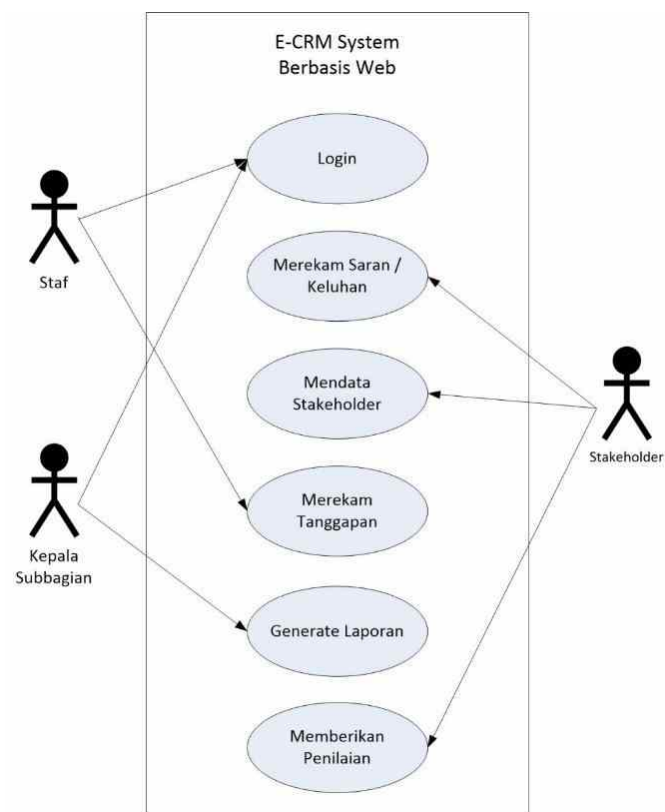 E-CRM System
Berbasis Web
Login
Staf
Merekam Saran /
Keluhan
Mendata
Stakeholder
Stakeholder
Merekam
Tanggapan
Kepala
Subbagian
Generate Laporan
Memberikan
Penilaian